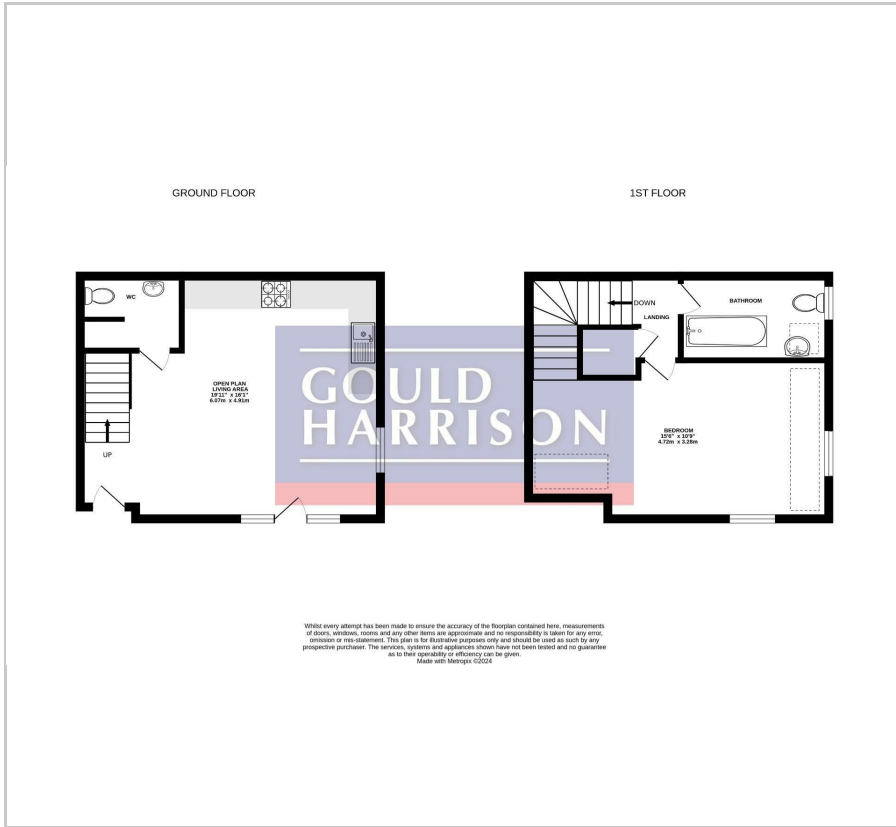 GROUND FLOOR
1ST FLOOR
WC
OPEN PLAN
LIVING AREA
19'11" x 16'1"
6.07m x 4.91m
UP
DOWN
LANDING
BATHROOM
BEDROOM
15'6" x 10'9"
4.72m x 3.28m
GOULD
HARRISON
Whilst every attempt has been made to ensure the accuracy of the floorplan contained here, measurements
of doors, windows, rooms and any other items are approximate and no responsibility is taken for any error,
omission or mis-statement. This plan is for illustrative purposes only and should be used as such by any
prospective purchaser. The services, systems and appliances shown have not been tested and no guarantee
as to their operability or efficiency can be given.
Made with Metropix ©2024